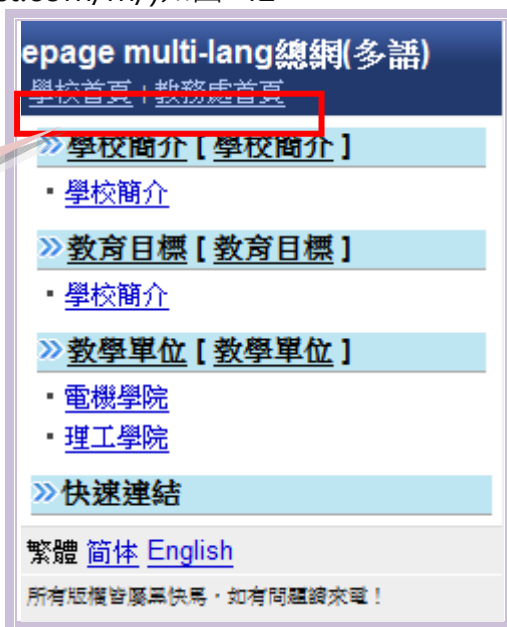 epage multi-lang總網(多語)
學校首頁 | 教務處首頁
學校簡介 [ 學校簡介 ]
學校簡介
教育目標 [ 教育目標 ]
學校簡介
教學單位 [ 教學單位 ]
電機學院
理工學院
快速連結
繁體 简体 English
所有版權皆屬黑快馬，如有問題請來電！